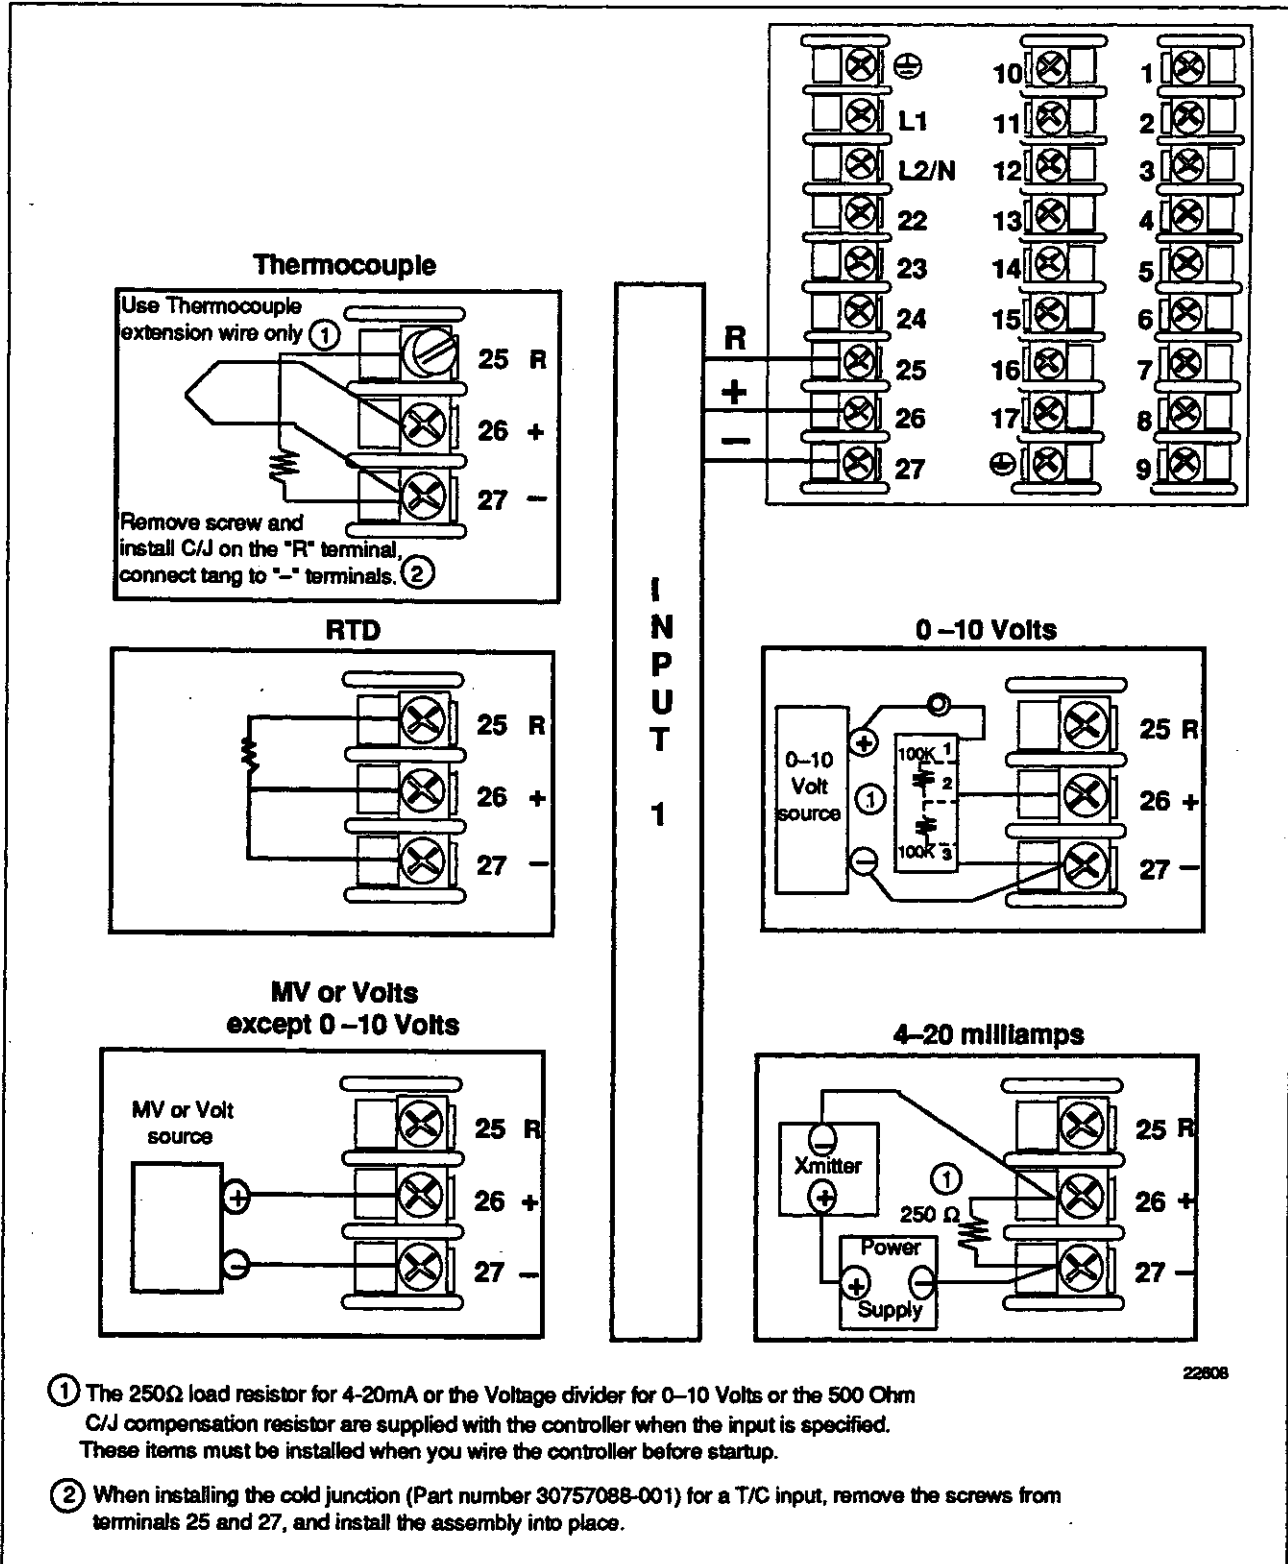 10
1
L1
11
2
L2/N
12
3
22
13
4
23
14
5
24
15
6
R
25
16
7
+
26
17
8
–
27
9
Thermocouple
Use Thermocouple
extension wire only ①
25 R
26 +
27 –
Remove screw and
install C/J on the "R" terminal,
connect tang to "–" terminals. ②
RTD
25 R
26 +
27 –
MV or Volts
except 0 –10 Volts
MV or Volt
source
+
–
25 R
26 +
27 –
INPUT 1
0 –10 Volts
0–10
Volt
source
+
–
①
100K 1
2
100K 3
25 R
26 +
27 –
4–20 milliamps
–
Xmitter
+
①
250 Ω
Power
+ –
Supply
25 R
26 +
27 –
22608
① The 250Ω load resistor for 4-20mA or the Voltage divider for 0–10 Volts or the 500 Ohm
C/J compensation resistor are supplied with the controller when the input is specified.
These items must be installed when you wire the controller before startup.
② When installing the cold junction (Part number 30757088-001) for a T/C input, remove the screws from
terminals 25 and 27, and install the assembly into place.